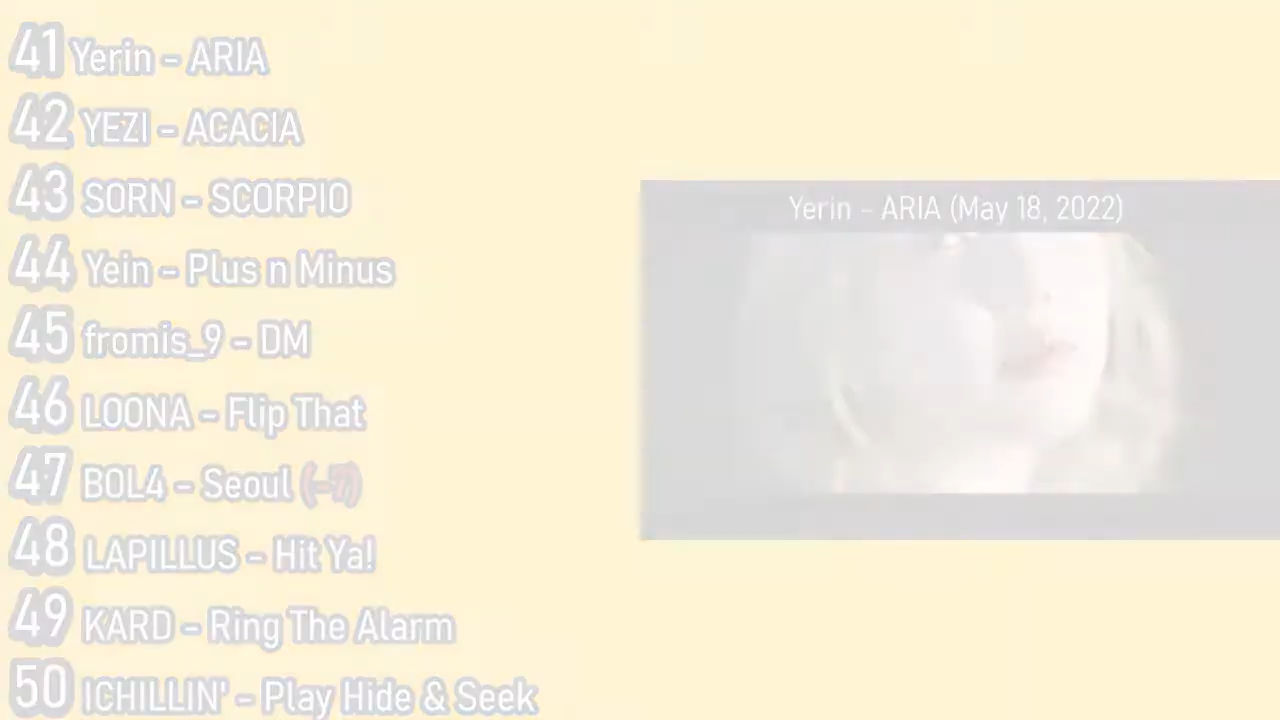 41 Yerin - ARIA
42 YEZI - ACACIA
43 SORN - SCORPIO
44 Yein - Plus n Minus
45 fromis_9 - DM
46 LOONA - Flip That
47 BOL4 - Seoul (-7)
48 LAPILLUS - Hit Ya!
49 KARD - Ring The Alarm
50 ICHILLIN' - Play Hide & Seek
Yerin - ARIA (May 18, 2022)